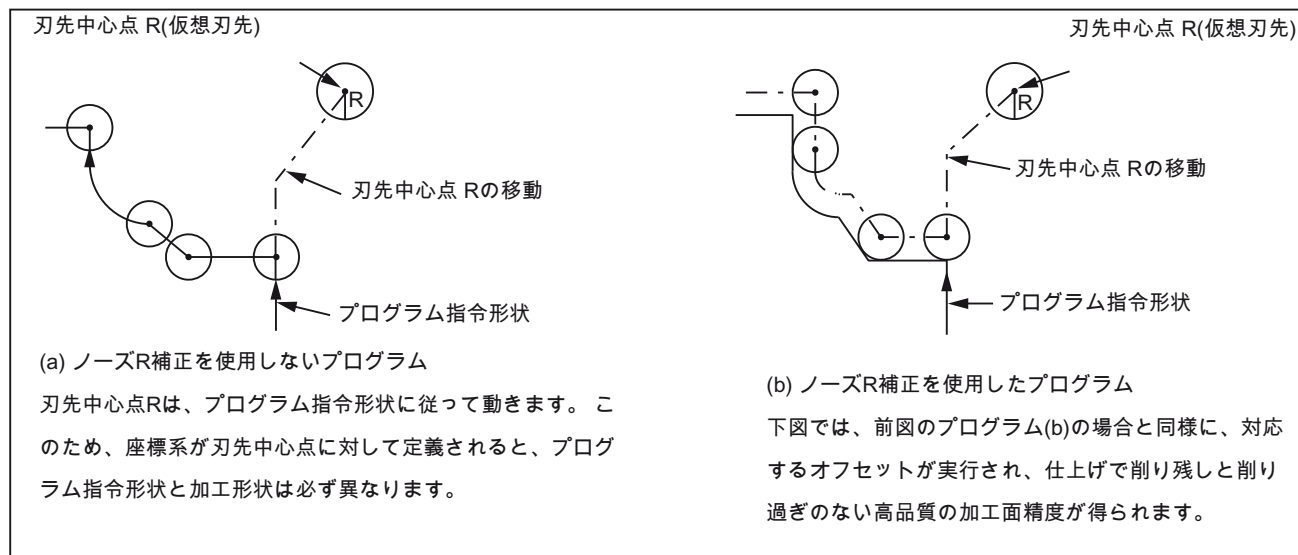 刃先中心点 R(仮想刃先)
R
刃先中心点 Rの移動
プログラム指令形状
(a) ノーズR補正を使用しないプログラム
刃先中心点Rは、プログラム指令形状に従って動きます。 こ
のため、座標系が刃先中心点に対して定義されると、プログ
ラム指令形状と加工形状は必ず異なります。
刃先中心点 R(仮想刃先)
R
刃先中心点 Rの移動
プログラム指令形状
(b) ノーズR補正を使用したプログラム
下図では、前図のプログラム(b)の場合と同様に、対応
するオフセットが実行され、仕上げで削り残しと削り
過ぎのない高品質の加工面精度が得られます。